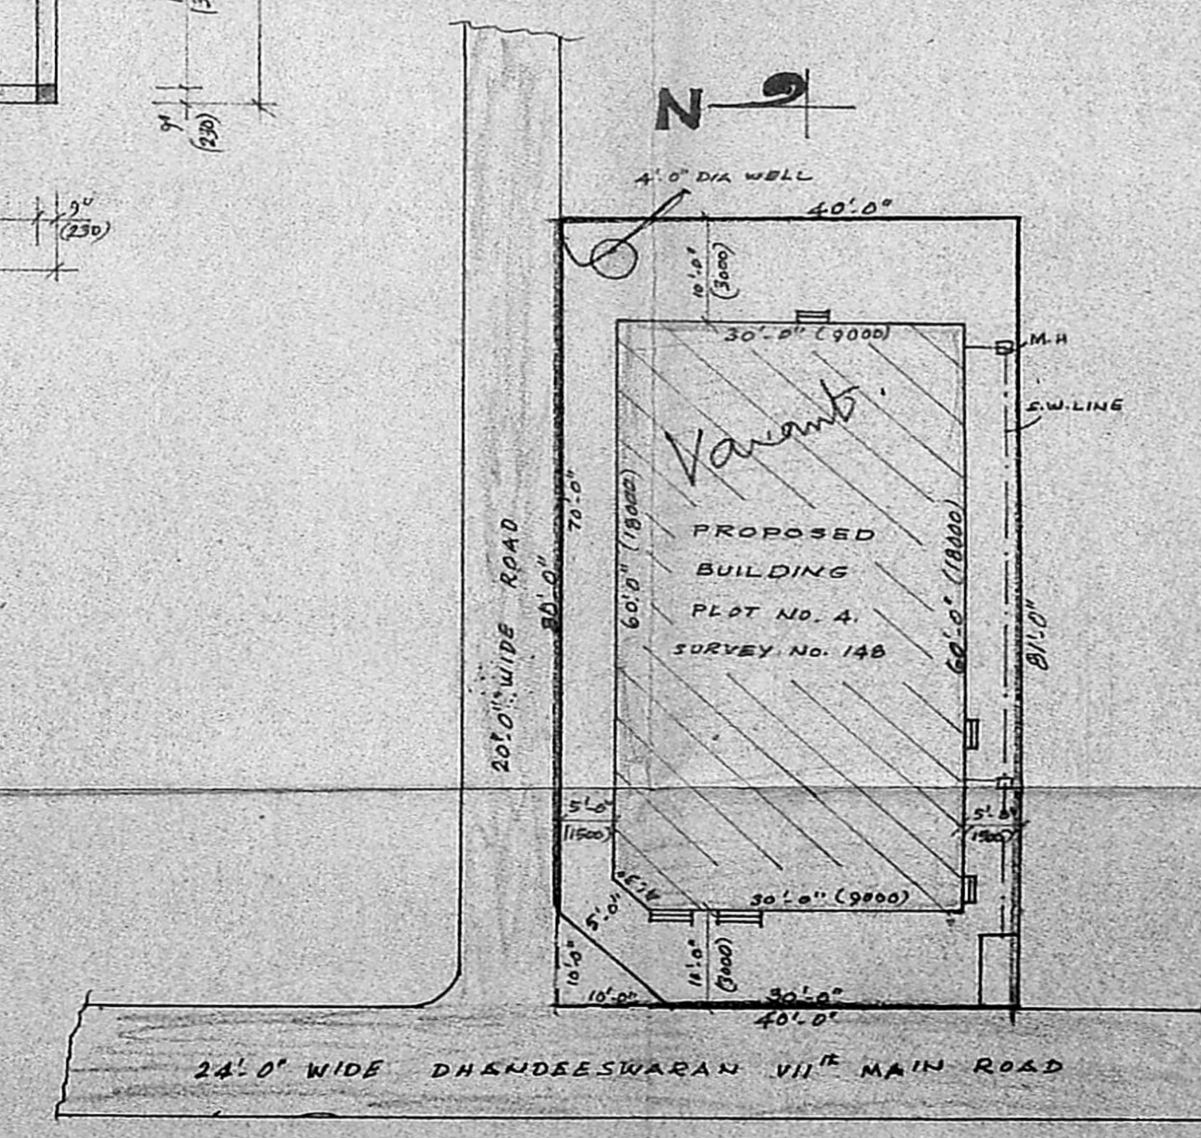 9"
(230)
9"
(230)
N
4'-0" DIA WELL
40'-0"
10'-0"
(3000)
30'-0" (9000)
M.H
S.W.LINE
70'-0"
80'-0"
20'-0" WIDE ROAD
60'-0" (18000)
PROPOSED
BUILDING
PLOT NO. 4.
SURVEY. NO. 148
60'-0" (18000)
81'-0"
5'-0"
(1500)
5'-0"
(1500)
5'-0"
30'-0" (9000)
10'-0"
10'-0"
(3000)
10'-0"
30'-0"
40'-0"
24'-0" WIDE DHANDEESWARAN VIIth MAIN ROAD